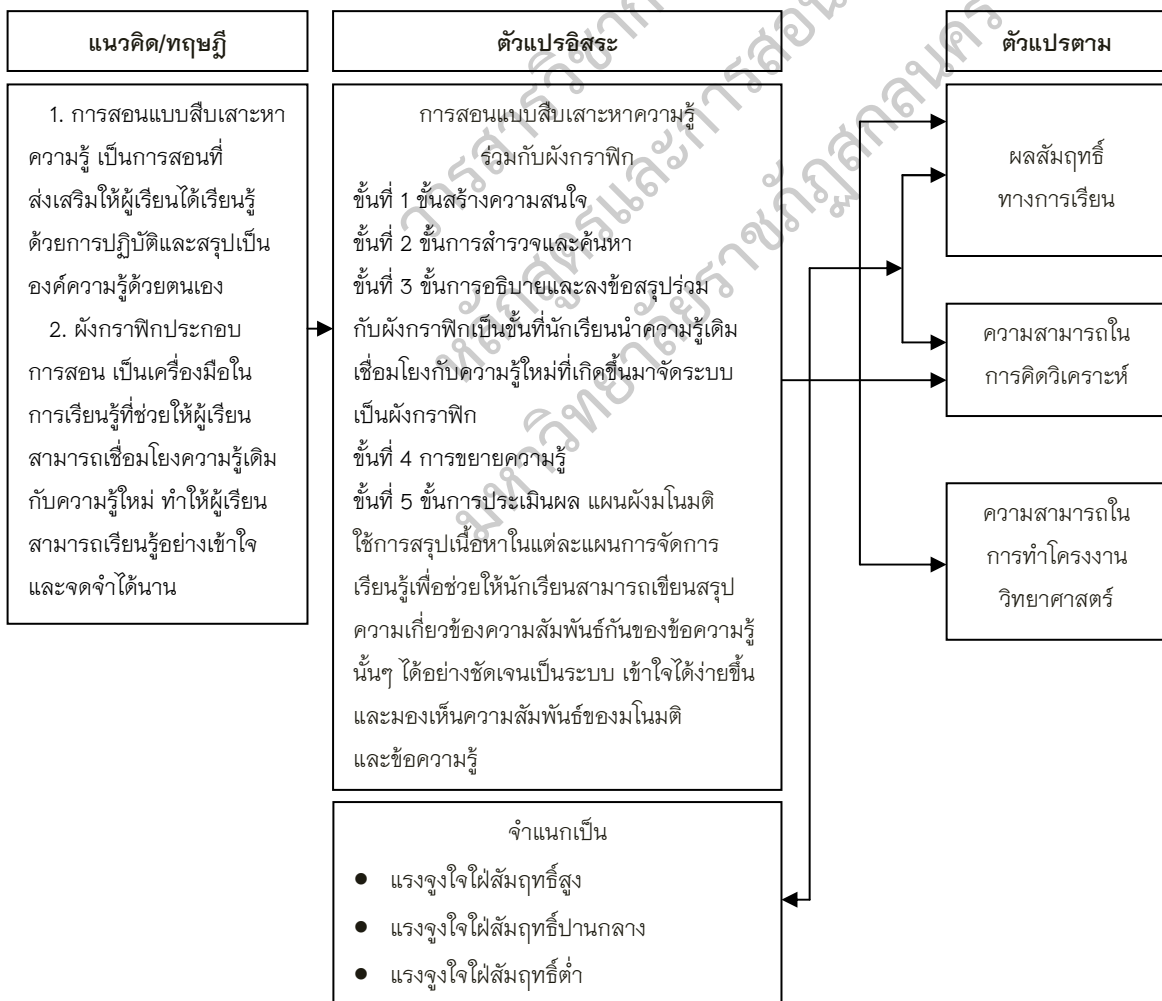 แนวคิด/ทฤษฎี
ตัวแปรอิสระ
ตัวแปรตาม
1. การสอนแบบสืบเสาะหา
ความรู้ เป็นการสอนที่
ส่งเสริมให้ผู้เรียนได้เรียนรู้
ด้วยการปฏิบัติและสรุปเป็น
องค์ความรู้ด้วยตนเอง
2. ผังกราฟิกประกอบ
การสอน เป็นเครื่องมือใน
การเรียนรู้ที่ช่วยให้ผู้เรียน
สามารถเชื่อมโยงความรู้เดิม
กับความรู้ใหม่ ทำให้ผู้เรียน
สามารถเรียนรู้อย่างเข้าใจ
และจดจำได้นาน
การสอนแบบสืบเสาะหาความรู้
ร่วมกับผังกราฟิก
ขั้นที่ 1 ขั้นสร้างความสนใจ
ขั้นที่ 2 ขั้นการสำรวจและค้นหา
ขั้นที่ 3 ขั้นการอธิบายและลงข้อสรุปร่วม
กับผังกราฟิกเป็นขั้นที่นักเรียนนำความรู้เดิม
เชื่อมโยงกับความรู้ใหม่ที่เกิดขึ้นมาจัดระบบ
เป็นผังกราฟิก
ขั้นที่ 4 การขยายความรู้
ขั้นที่ 5 ขั้นการประเมินผล แผนผังมโนมติ
ใช้การสรุปเนื้อหาในแต่ละแผนการจัดการ
เรียนรู้เพื่อช่วยให้นักเรียนสามารถเขียนสรุป
ความเกี่ยวข้องความสัมพันธ์กันของข้อความรู้
นั้นๆ ได้อย่างชัดเจนเป็นระบบ เข้าใจได้ง่ายขึ้น
และมองเห็นความสัมพันธ์ของมโนมติ
และข้อความรู้
จำแนกเป็น
● แรงจูงใจใฝ่สัมฤทธิ์สูง
● แรงจูงใจใฝ่สัมฤทธิ์ปานกลาง
● แรงจูงใจใฝ่สัมฤทธิ์ต่ำ
ผลสัมฤทธิ์
ทางการเรียน
ความสามารถใน
การคิดวิเคราะห์
ความสามารถใน
การทำโครงงาน
วิทยาศาสตร์
หลักสูตรและการสอน
มหาวิทยาลัยราชภัฏสกลนคร